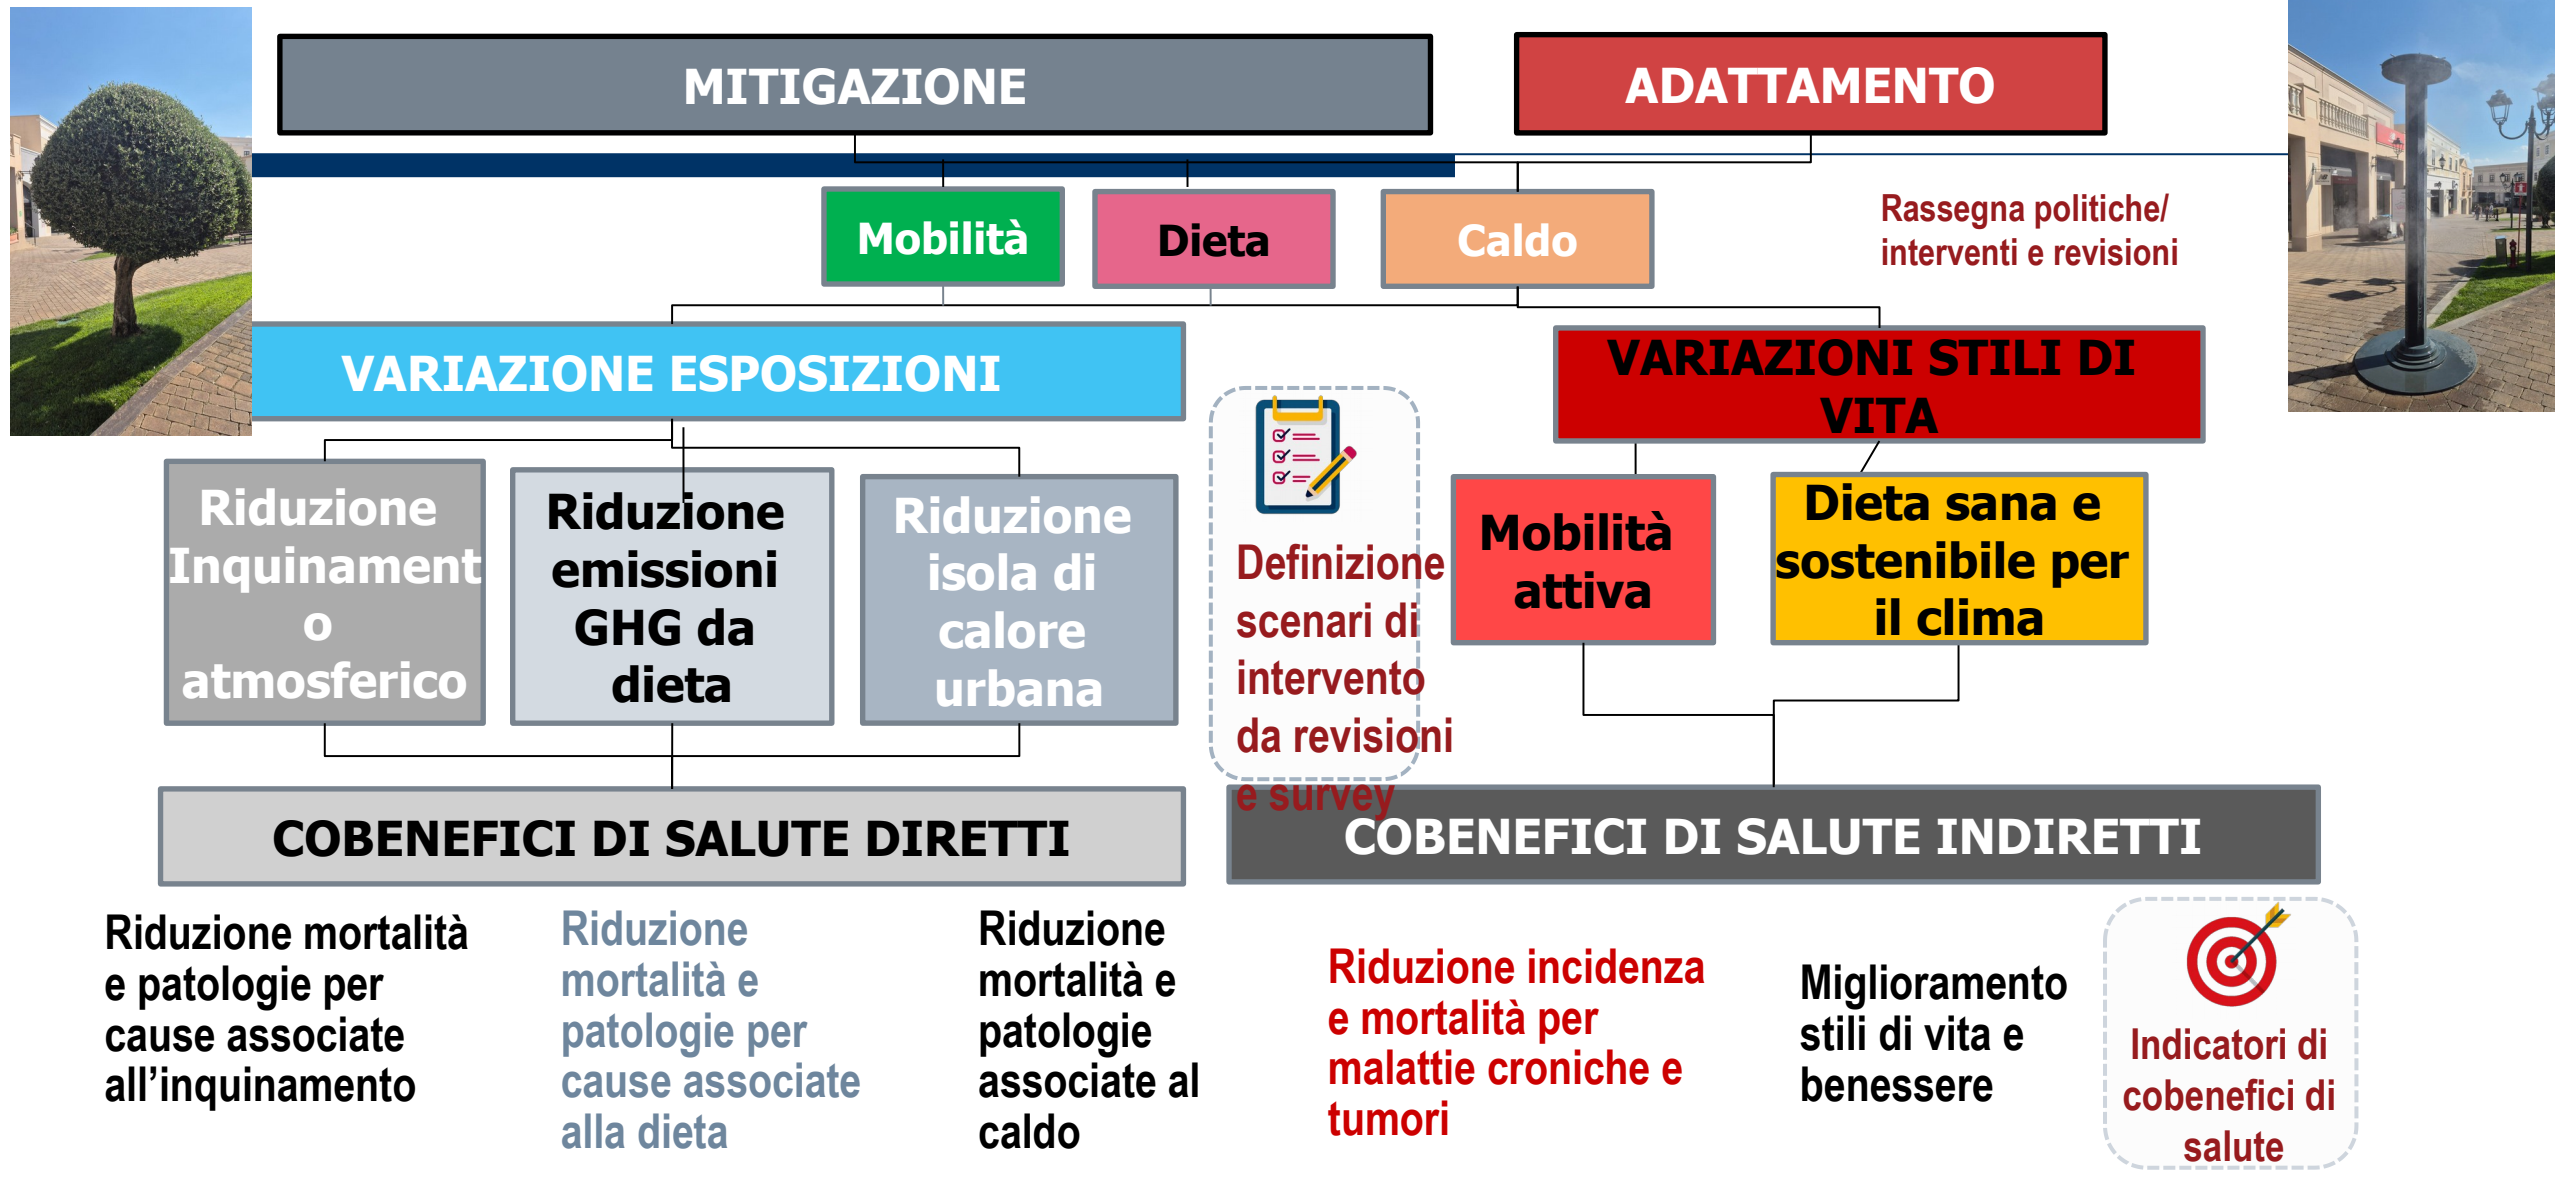 MITIGAZIONE
ADATTAMENTO
Mobilità
Dieta
Caldo
Rassegna politiche/
interventi e revisioni
VARIAZIONE ESPOSIZIONI
VARIAZIONI STILI DI
VITA
Riduzione
Inquinament
o
atmosferico
Riduzione
emissioni
GHG da
dieta
Riduzione
isola di
calore
urbana
Definizione
scenari di
intervento
da revisioni
e survey
Mobilità
attiva
Dieta sana e
sostenibile per
il clima
COBENEFICI DI SALUTE DIRETTI
COBENEFICI DI SALUTE INDIRETTI
Riduzione mortalità
e patologie per
cause associate
all’inquinamento
Riduzione
mortalità e
patologie per
cause associate
alla dieta
Riduzione
mortalità e
patologie
associate al
caldo
Riduzione incidenza
e mortalità per
malattie croniche e
tumori
Miglioramento
stili di vita e
benessere
Indicatori di
cobenefici di
salute